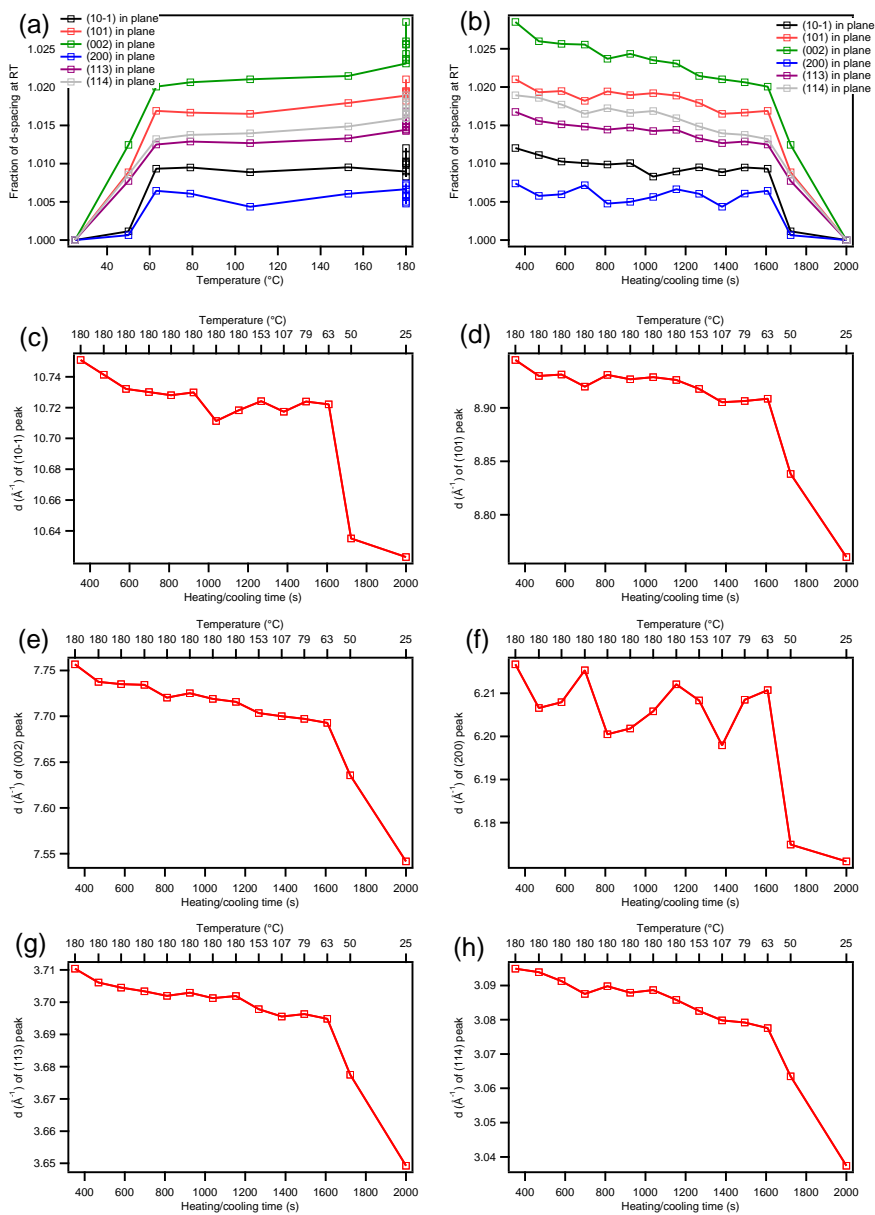 (a)
(10-1) in plane
(101) in plane
(002) in plane
(200) in plane
(113) in plane
(114) in plane
Fraction of d-spacing at RT
1.025
1.020
1.015
1.010
1.005
1.000
40 60 80 100 120 140 160 180
Temperature (°C)
(b)
(10-1) in plane
(101) in plane
(002) in plane
(200) in plane
(113) in plane
(114) in plane
Fraction of d-spacing at RT
1.025
1.020
1.015
1.010
1.005
1.000
400 600 800 1000 1200 1400 1600 1800 2000
Heating/cooling time (s)
(c)
Temperature (°C)
180 180 180 180 180 180 180 180 153 107 79 63 50 25
d (Å⁻¹) of (10-1) peak
10.74
10.72
10.70
10.68
10.66
10.64
400 600 800 1000 1200 1400 1600 1800 2000
Heating/cooling time (s)
(d)
Temperature (°C)
180 180 180 180 180 180 180 180 153 107 79 63 50 25
d (Å⁻¹) of (101) peak
8.90
8.85
8.80
400 600 800 1000 1200 1400 1600 1800 2000
Heating/cooling time (s)
(e)
Temperature (°C)
180 180 180 180 180 180 180 180 153 107 79 63 50 25
d (Å⁻¹) of (002) peak
7.75
7.70
7.65
7.60
7.55
400 600 800 1000 1200 1400 1600 1800 2000
Heating/cooling time (s)
(f)
Temperature (°C)
180 180 180 180 180 180 180 180 153 107 79 63 50 25
d (Å⁻¹) of (200) peak
6.21
6.20
6.19
6.18
400 600 800 1000 1200 1400 1600 1800 2000
Heating/cooling time (s)
(g)
Temperature (°C)
180 180 180 180 180 180 180 180 153 107 79 63 50 25
d (Å⁻¹) of (113) peak
3.71
3.70
3.69
3.68
3.67
3.66
3.65
400 600 800 1000 1200 1400 1600 1800 2000
Heating/cooling time (s)
(h)
Temperature (°C)
180 180 180 180 180 180 180 180 153 107 79 63 50 25
d (Å⁻¹) of (114) peak
3.09
3.08
3.07
3.06
3.05
3.04
400 600 800 1000 1200 1400 1600 1800 2000
Heating/cooling time (s)